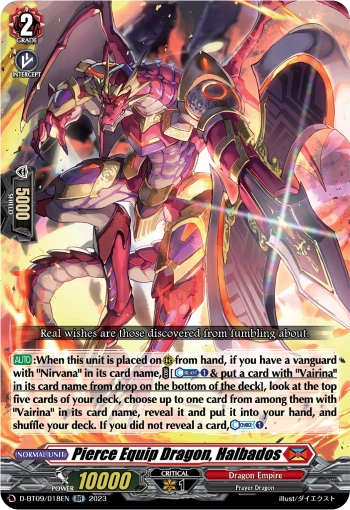 2
GRADE
INTERCEPT
5000
SHIELD
Real wishes are those discovered from fumbling about.
AUTO:When this unit is placed on from hand, if you have a vanguard
with "Nirvana" in its card name, [ & put a card with "Vairina"
in its card name from drop on the bottom of the deck], look at the top
five cards of your deck, choose up to one card from among them with
"Vairina" in its card name, reveal it and put it into your hand, and
shuffle your deck. If you did not reveal a card, .
NORMAL UNIT
Pierce Equip Dragon, Halbados
POWER 10000
CRITICAL
1
Dragon Empire
Prayer Dragon
D-BT09/018EN RR 2023
illust/ダイエクスト